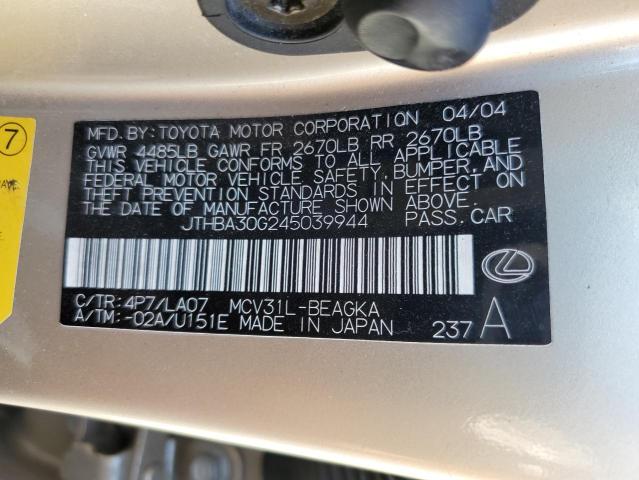 7
MFD. BY: TOYOTA MOTOR CORPORATION 04/04
GVWR 4485LB GAWR FR 2670LB RR 2670LB
THIS VEHICLE CONFORMS TO ALL APPLICABLE
FEDERAL MOTOR VEHICLE SAFETY, BUMPER, AND
THEFT PREVENTION STANDARDS IN EFFECT ON
THE DATE OF MANUFACTURE SHOWN ABOVE.
JTHBA30G245039944 PASS. CAR
C/TR: 4P7/LA07 MCV31L-BEAGKA
A/TM: -02A/U151E MADE IN JAPAN 237 A